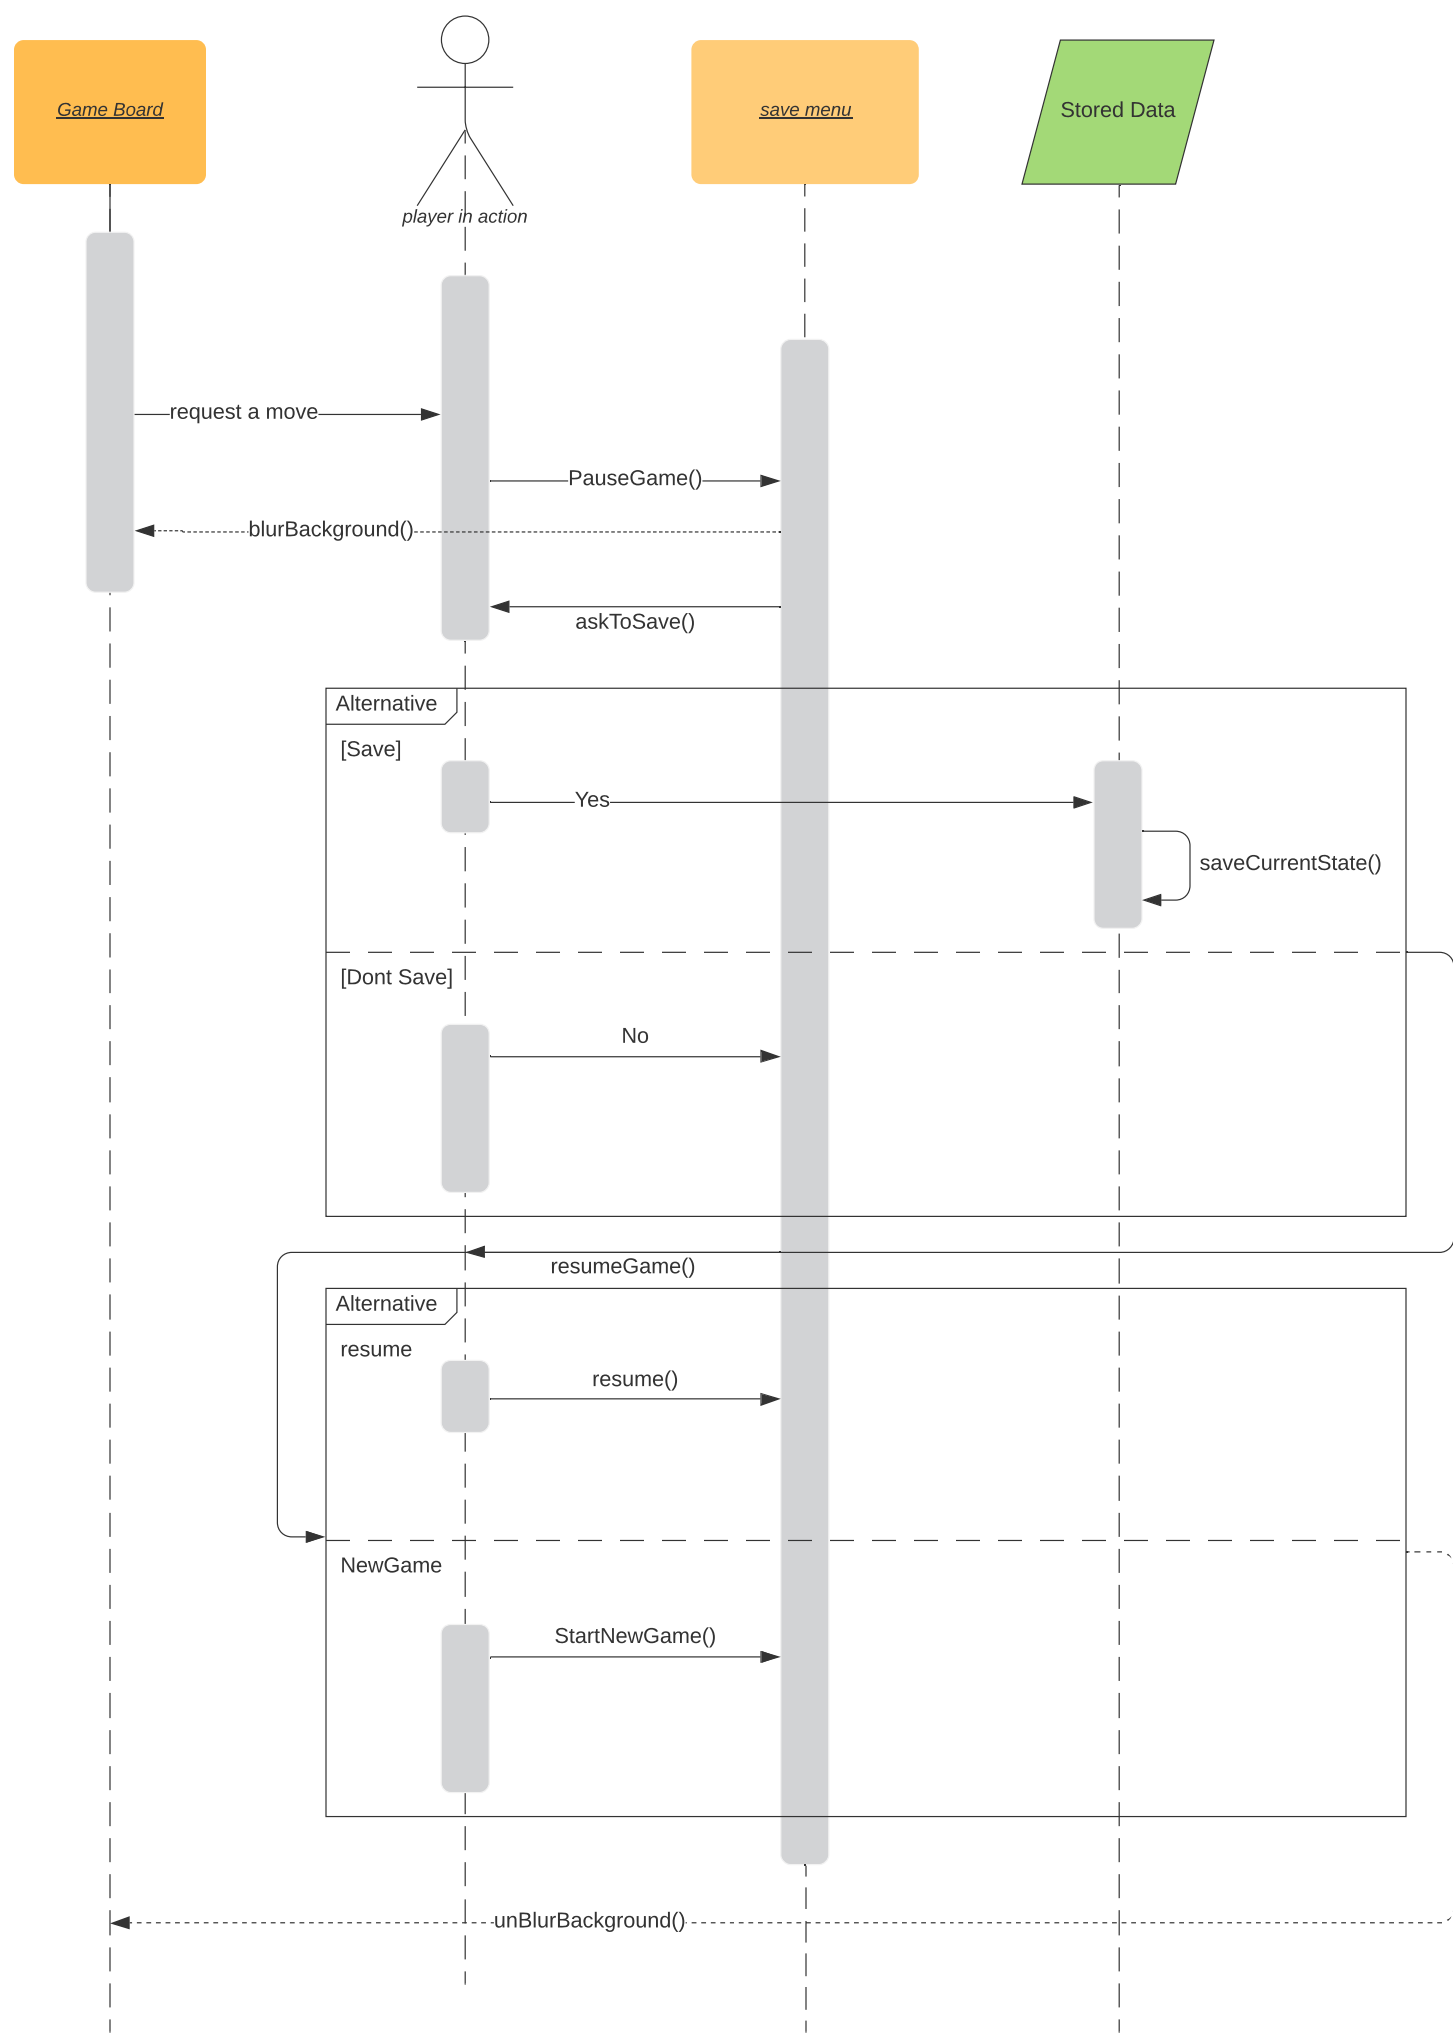 Game Board
player in action
save menu
Stored Data
request a move
PauseGame()
blurBackground()
askToSave()
Alternative
[Save]
Yes
saveCurrentState()
[Dont Save]
No
resumeGame()
Alternative
resume
resume()
NewGame
StartNewGame()
unBlurBackground()